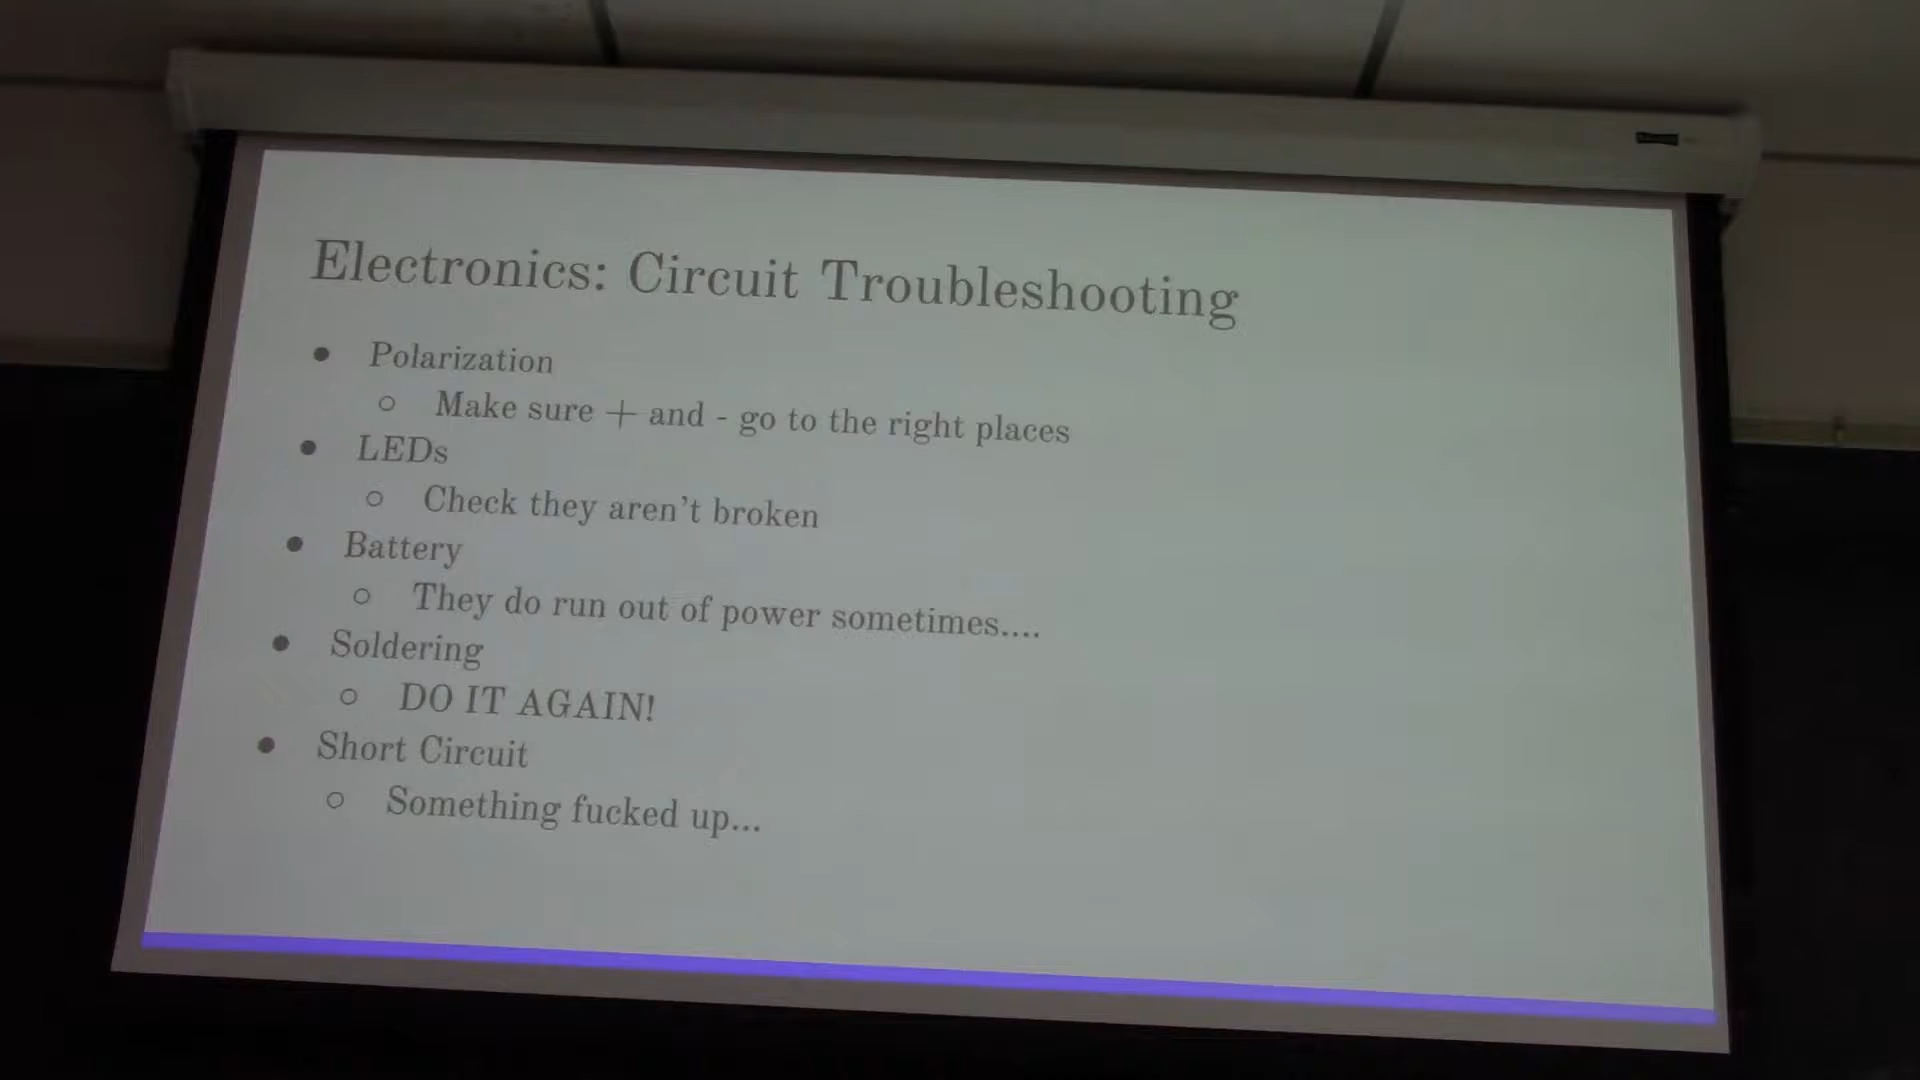 Electronics: Circuit Troubleshooting
● Polarization
○ Make sure + and - go to the right places
● LEDs
○ Check they aren't broken
● Battery
○ They do run out of power sometimes....
● Soldering
○ DO IT AGAIN!
● Short Circuit
○ Something fucked up...